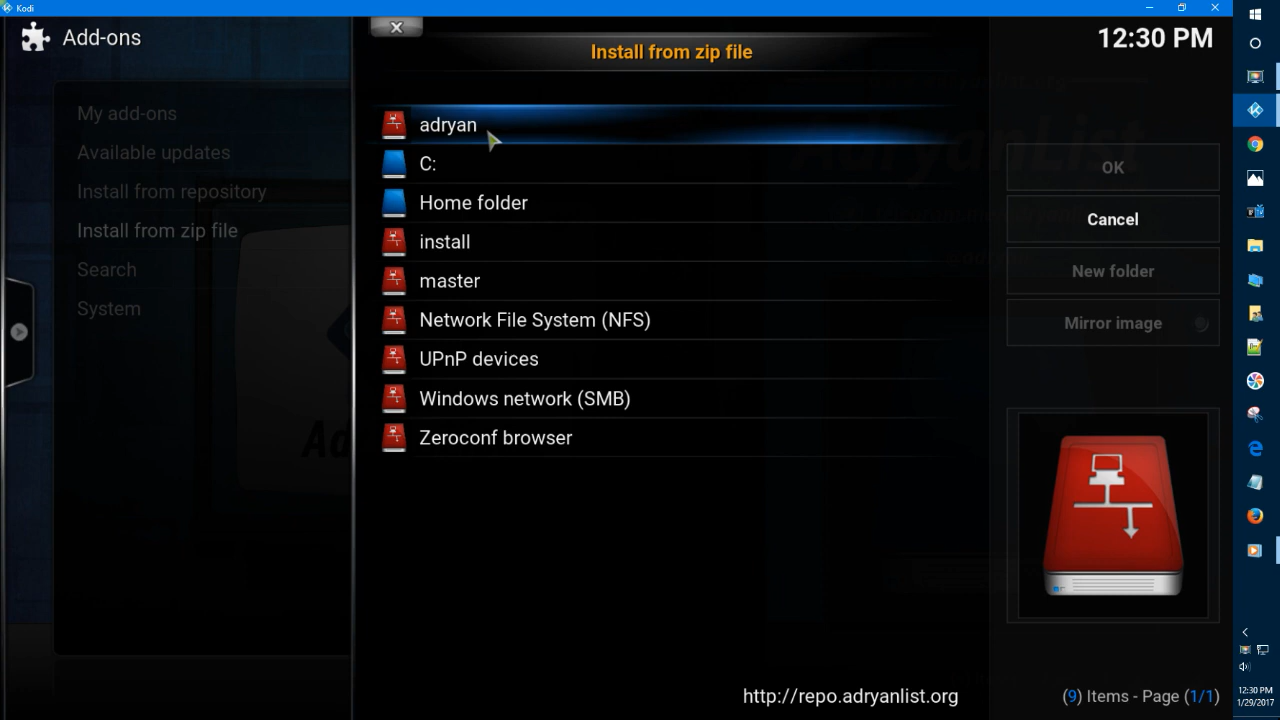 Kodi
Add-ons
Install from zip file
12:30 PM
My add-ons
Available updates
Install from repository
Install from zip file
Search
System
adryan
C:
Home folder
install
master
Network File System (NFS)
UPnP devices
Windows network (SMB)
Zeroconf browser
OK
Cancel
New folder
Mirror image
http://repo.adryanlist.org
(9) Items - Page (1/1)
12:30 PM
1/29/2017